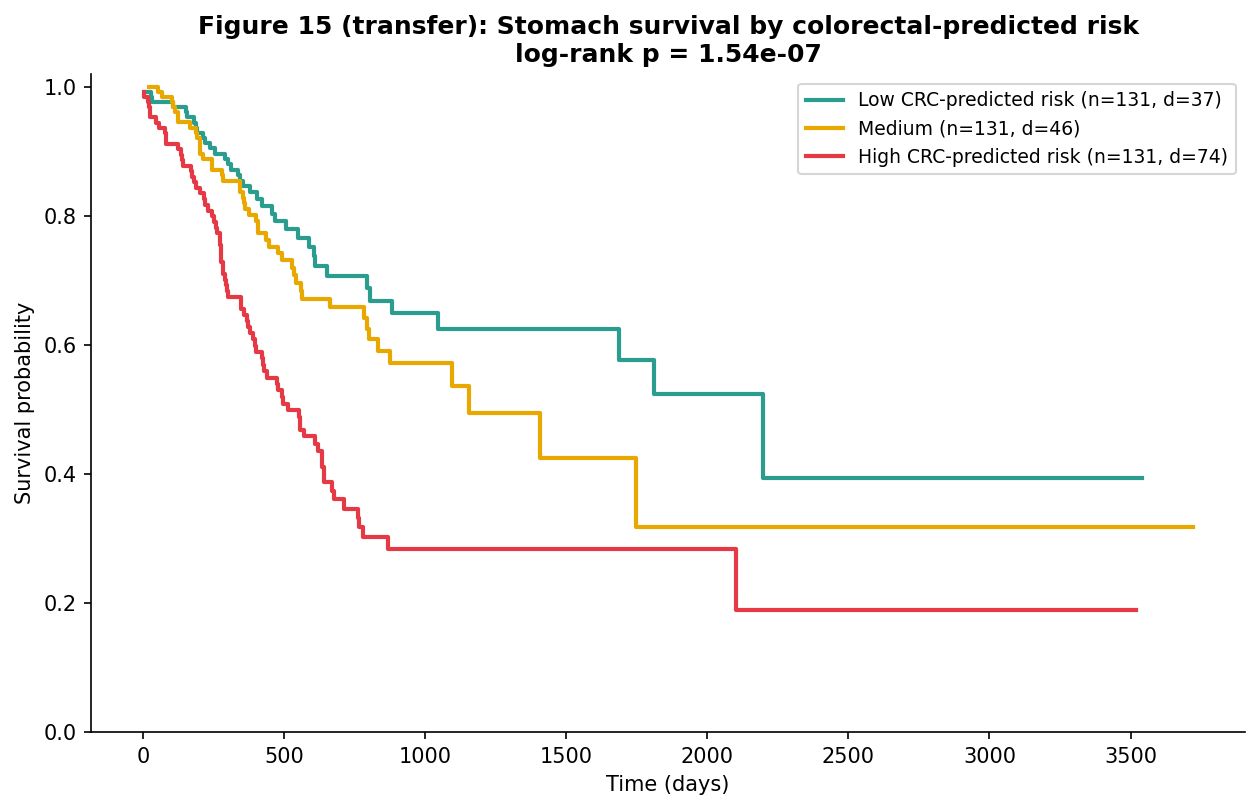 Figure 15 (transfer): Stomach survival by colorectal-predicted risk
log-rank p = 1.54e-07
Low CRC-predicted risk (n=131, d=37)
Medium (n=131, d=46)
High CRC-predicted risk (n=131, d=74)
Survival probability
1.0
0.8
0.6
0.4
0.2
0.0
0 500 1000 1500 2000 2500 3000 3500
Time (days)